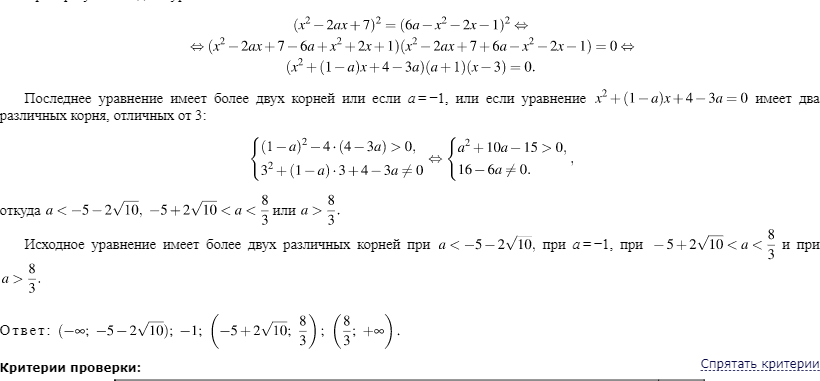 (x² − 2ax + 7)² = (6a − x² − 2x − 1)² ⇔
⇔ (x² − 2ax + 7 − 6a + x² + 2x + 1)(x² − 2ax + 7 + 6a − x² − 2x − 1) = 0 ⇔
(x² + (1 − a)x + 4 − 3a)(a + 1)(x − 3) = 0.
Последнее уравнение имеет более двух корней или если a = −1, или если уравнение x² + (1 − a)x + 4 − 3a = 0 имеет два
различных корня, отличных от 3:
{(1 − a)² − 4 · (4 − 3a) > 0, ⇔ {a² + 10a − 15 > 0,
3² + (1 − a) · 3 + 4 − 3a ≠ 0 16 − 6a ≠ 0. ,
откуда a < −5 − 2√10, −5 + 2√10 < a < 8/3 или a > 8/3.
Исходное уравнение имеет более двух различных корней при a < −5 − 2√10, при a = −1, при −5 + 2√10 < a < 8/3 и при
a > 8/3.
Ответ: (−∞; −5 − 2√10); −1; (−5 + 2√10; 8/3); (8/3; +∞).
Критерии проверки: Спрятать критерии